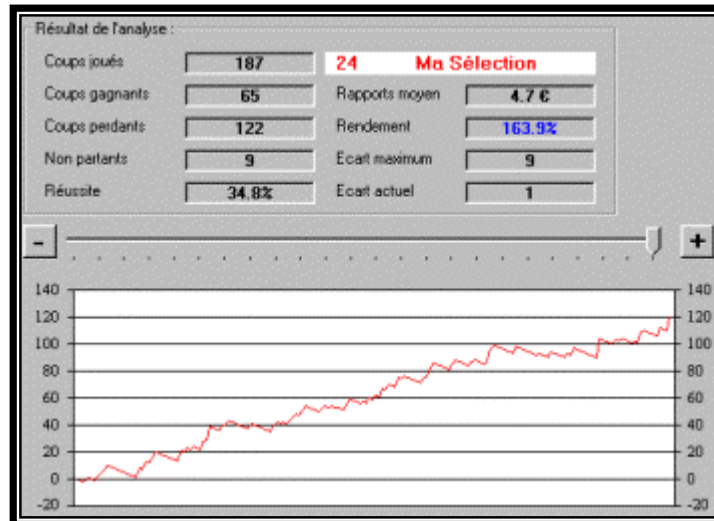 Résultat de l'analyse :
Coups joués 187 24 Ma Sélection
Coups gagnants 65 Rapports moyen 4.7 €
Coups perdants 122 Rendement 163.9%
Non partants 9 Ecart maximum 9
Réussite 34.8% Ecart actuel 1
- +
140 140
120 120
100 100
80 80
60 60
40 40
20 20
0 0
-20 -20